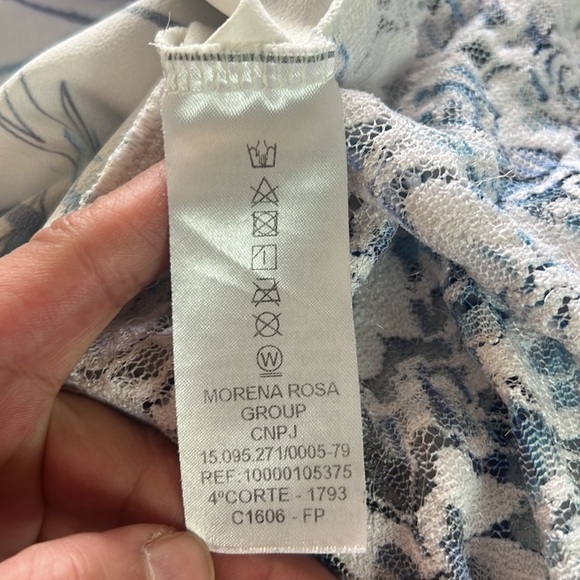 W
MORENA ROSA
GROUP
CNPJ
15.095.271/0005-79
REF:10000105375
4ºCORTE - 1793
C1606 - FP